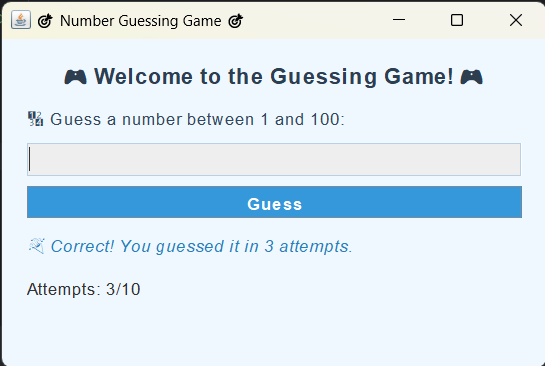 🎯 Number Guessing Game 🎯
🎮 Welcome to the Guessing Game! 🎮
🔢 Guess a number between 1 and 100:
Guess
🎉 Correct! You guessed it in 3 attempts.
Attempts: 3/10